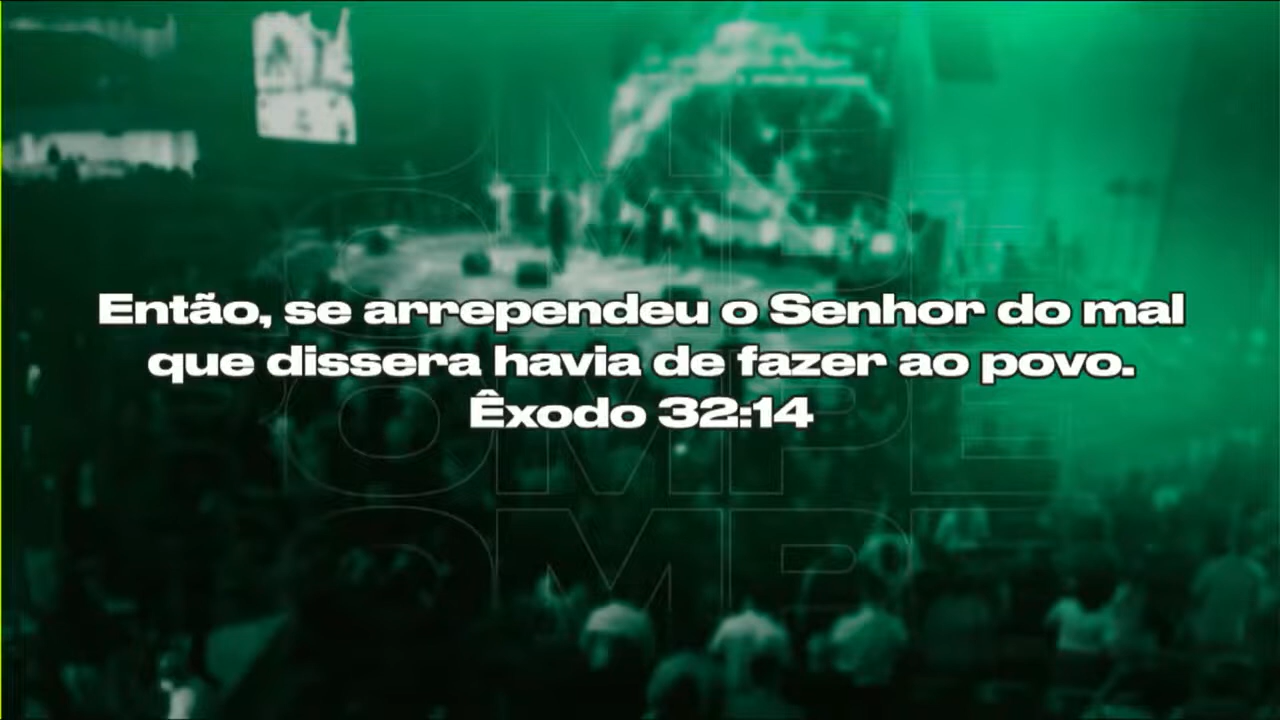 Então, se arrependeu o Senhor do mal
que dissera havia de fazer ao povo.
Êxodo 32:14